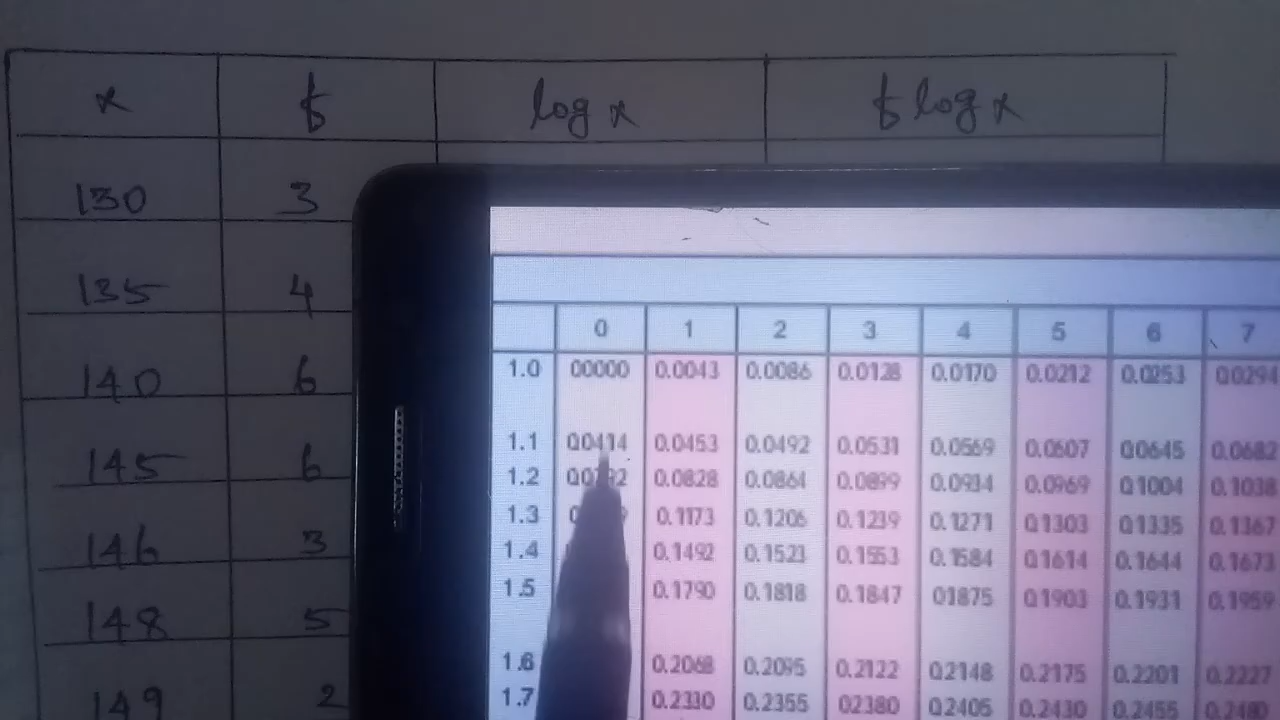 x f log x f log x
130 3
135 4
140 6
145 6
146 3
148 5
149 2
0 1 2 3 4 5 6 7
1.0 00000 0.0043 0.0086 0.0128 0.0170 0.0212 0.0253 0.0294
1.1 0.0414 0.0453 0.0492 0.0531 0.0569 0.0607 0.0645 0.0682
1.2 0.0828 0.0864 0.0899 0.0934 0.0969 0.1004 0.1038
1.3 0.1173 0.1206 0.1239 0.1271 0.1303 0.1335 0.1367
1.4 0.1492 0.1523 0.1553 0.1584 0.1614 0.1644 0.1673
1.5 0.1790 0.1818 0.1847 01875 0.1903 0.1931 0.1959
1.6 0.2068 0.2095 0.2122 0.2148 0.2175 0.2201 0.2227
1.7 0.2330 0.2355 02380 0.2405 0.2430 0.2455 0.2480